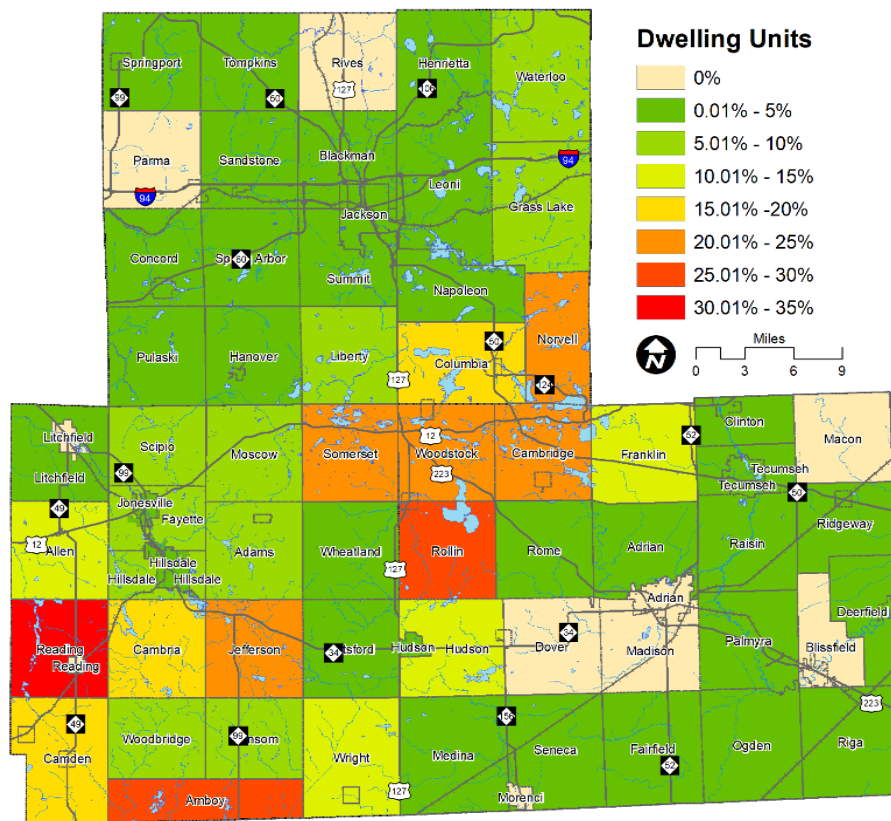 Dwelling Units
0%
0.01% - 5%
5.01% - 10%
10.01% - 15%
15.01% -20%
20.01% - 25%
25.01% - 30%
30.01% - 35%
N
Miles
0 3 6 9
Springport
Tompkins
Rives
Henrietta
Waterloo
99
50
127
106
Parma
Sandstone
Blackman
Leoni
94
94
Jackson
Grass Lake
Concord
60
Arbor
Summit
Napoleon
Pulaski
Hanover
Liberty
Columbia
50
Norvell
127
124
Litchfield
Scipio
Moscow
Somerset
12
Woodstock
Cambridge
Franklin
52
Clinton
Macon
Litchfield
99
223
Tecumseh
Tecumseh
50
49
Jonesville
Fayette
Ridgeway
12
Allen
Adams
Wheatland
Rollin
Rome
Adrian
Raisin
Hillsdale
Hillsdale
Hillsdale
127
Adrian
Deerfield
Reading
Reading
Cambria
Jefferson
34
Hudson
Hudson
Dover
34
Madison
Palmyra
Blissfield
223
49
Camden
Woodbridge
99
Wright
156
Medina
Seneca
Fairfield
52
Ogden
Riga
Amboy
127
Morenci